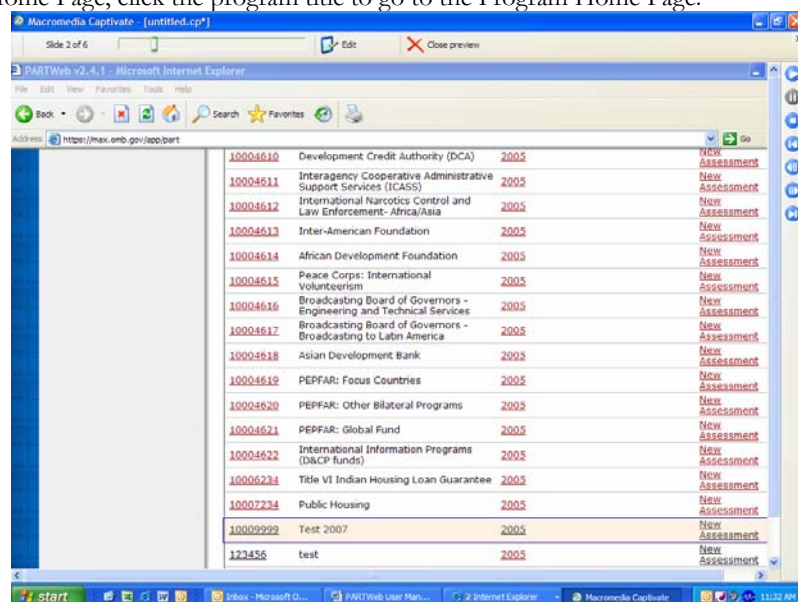 Home Page, click the program title to go to the Program Home Page.
Macromedia Captivate - [untitled.cp*]
Slide 2 of 6
Edit
Close preview
PARTWeb v2.4.1 - Microsoft Internet Explorer
File Edit View Favorites Tools Help
Back Search Favorites
Address https://max.omb.gov/app/part Go
10004610 Development Credit Authority (DCA) 2005 New Assessment
10004611 Interagency Cooperative Administrative Support Services (ICASS) 2005 New Assessment
10004612 International Narcotics Control and Law Enforcement- Africa/Asia 2005 New Assessment
10004613 Inter-American Foundation 2005 New Assessment
10004614 African Development Foundation 2005 New Assessment
10004615 Peace Corps: International Volunteerism 2005 New Assessment
10004616 Broadcasting Board of Governors - Engineering and Technical Services 2005 New Assessment
10004617 Broadcasting Board of Governors - Broadcasting to Latin America 2005 New Assessment
10004618 Asian Development Bank 2005 New Assessment
10004619 PEPFAR: Focus Countries 2005 New Assessment
10004620 PEPFAR: Other Bilateral Programs 2005 New Assessment
10004621 PEPFAR: Global Fund 2005 New Assessment
10004622 International Information Programs (D&CP funds) 2005 New Assessment
10006234 Title VI Indian Housing Loan Guarantee 2005 New Assessment
10007234 Public Housing 2005 New Assessment
10009999 Test 2007 2005 New Assessment
123456 test 2005 New Assessment
start Inbox - Microsoft O... PARTWeb User Man... 2 Internet Explorer Macromedia Captivate 11:32 AM